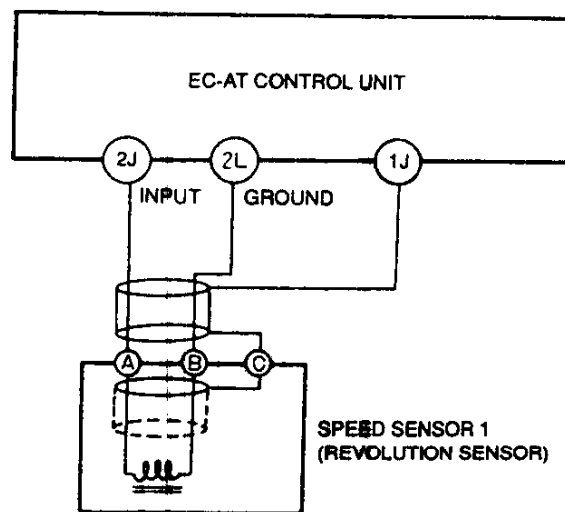 EC-AT CONTROL UNIT
2J
2L
1J
INPUT
GROUND
A
B
C
SPEED SENSOR 1
(REVOLUTION SENSOR)